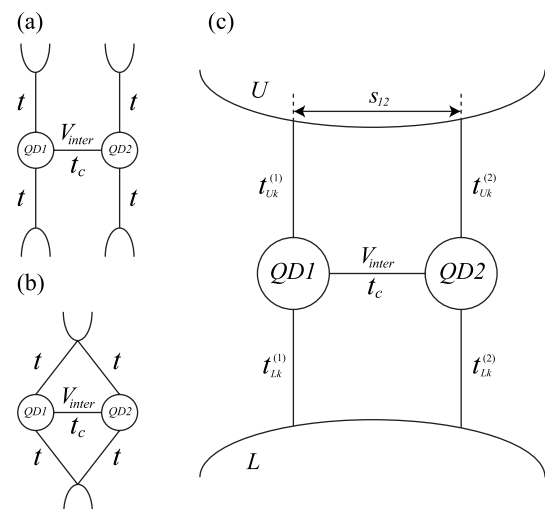 (a)
t
t
V_inter
QD1
QD2
t_c
t
t
(b)
t
t
V_inter
QD1
QD2
t_c
t
t
(c)
U
s_12
t_Uk^(1)
t_Uk^(2)
V_inter
QD1
QD2
t_c
t_Lk^(1)
t_Lk^(2)
L